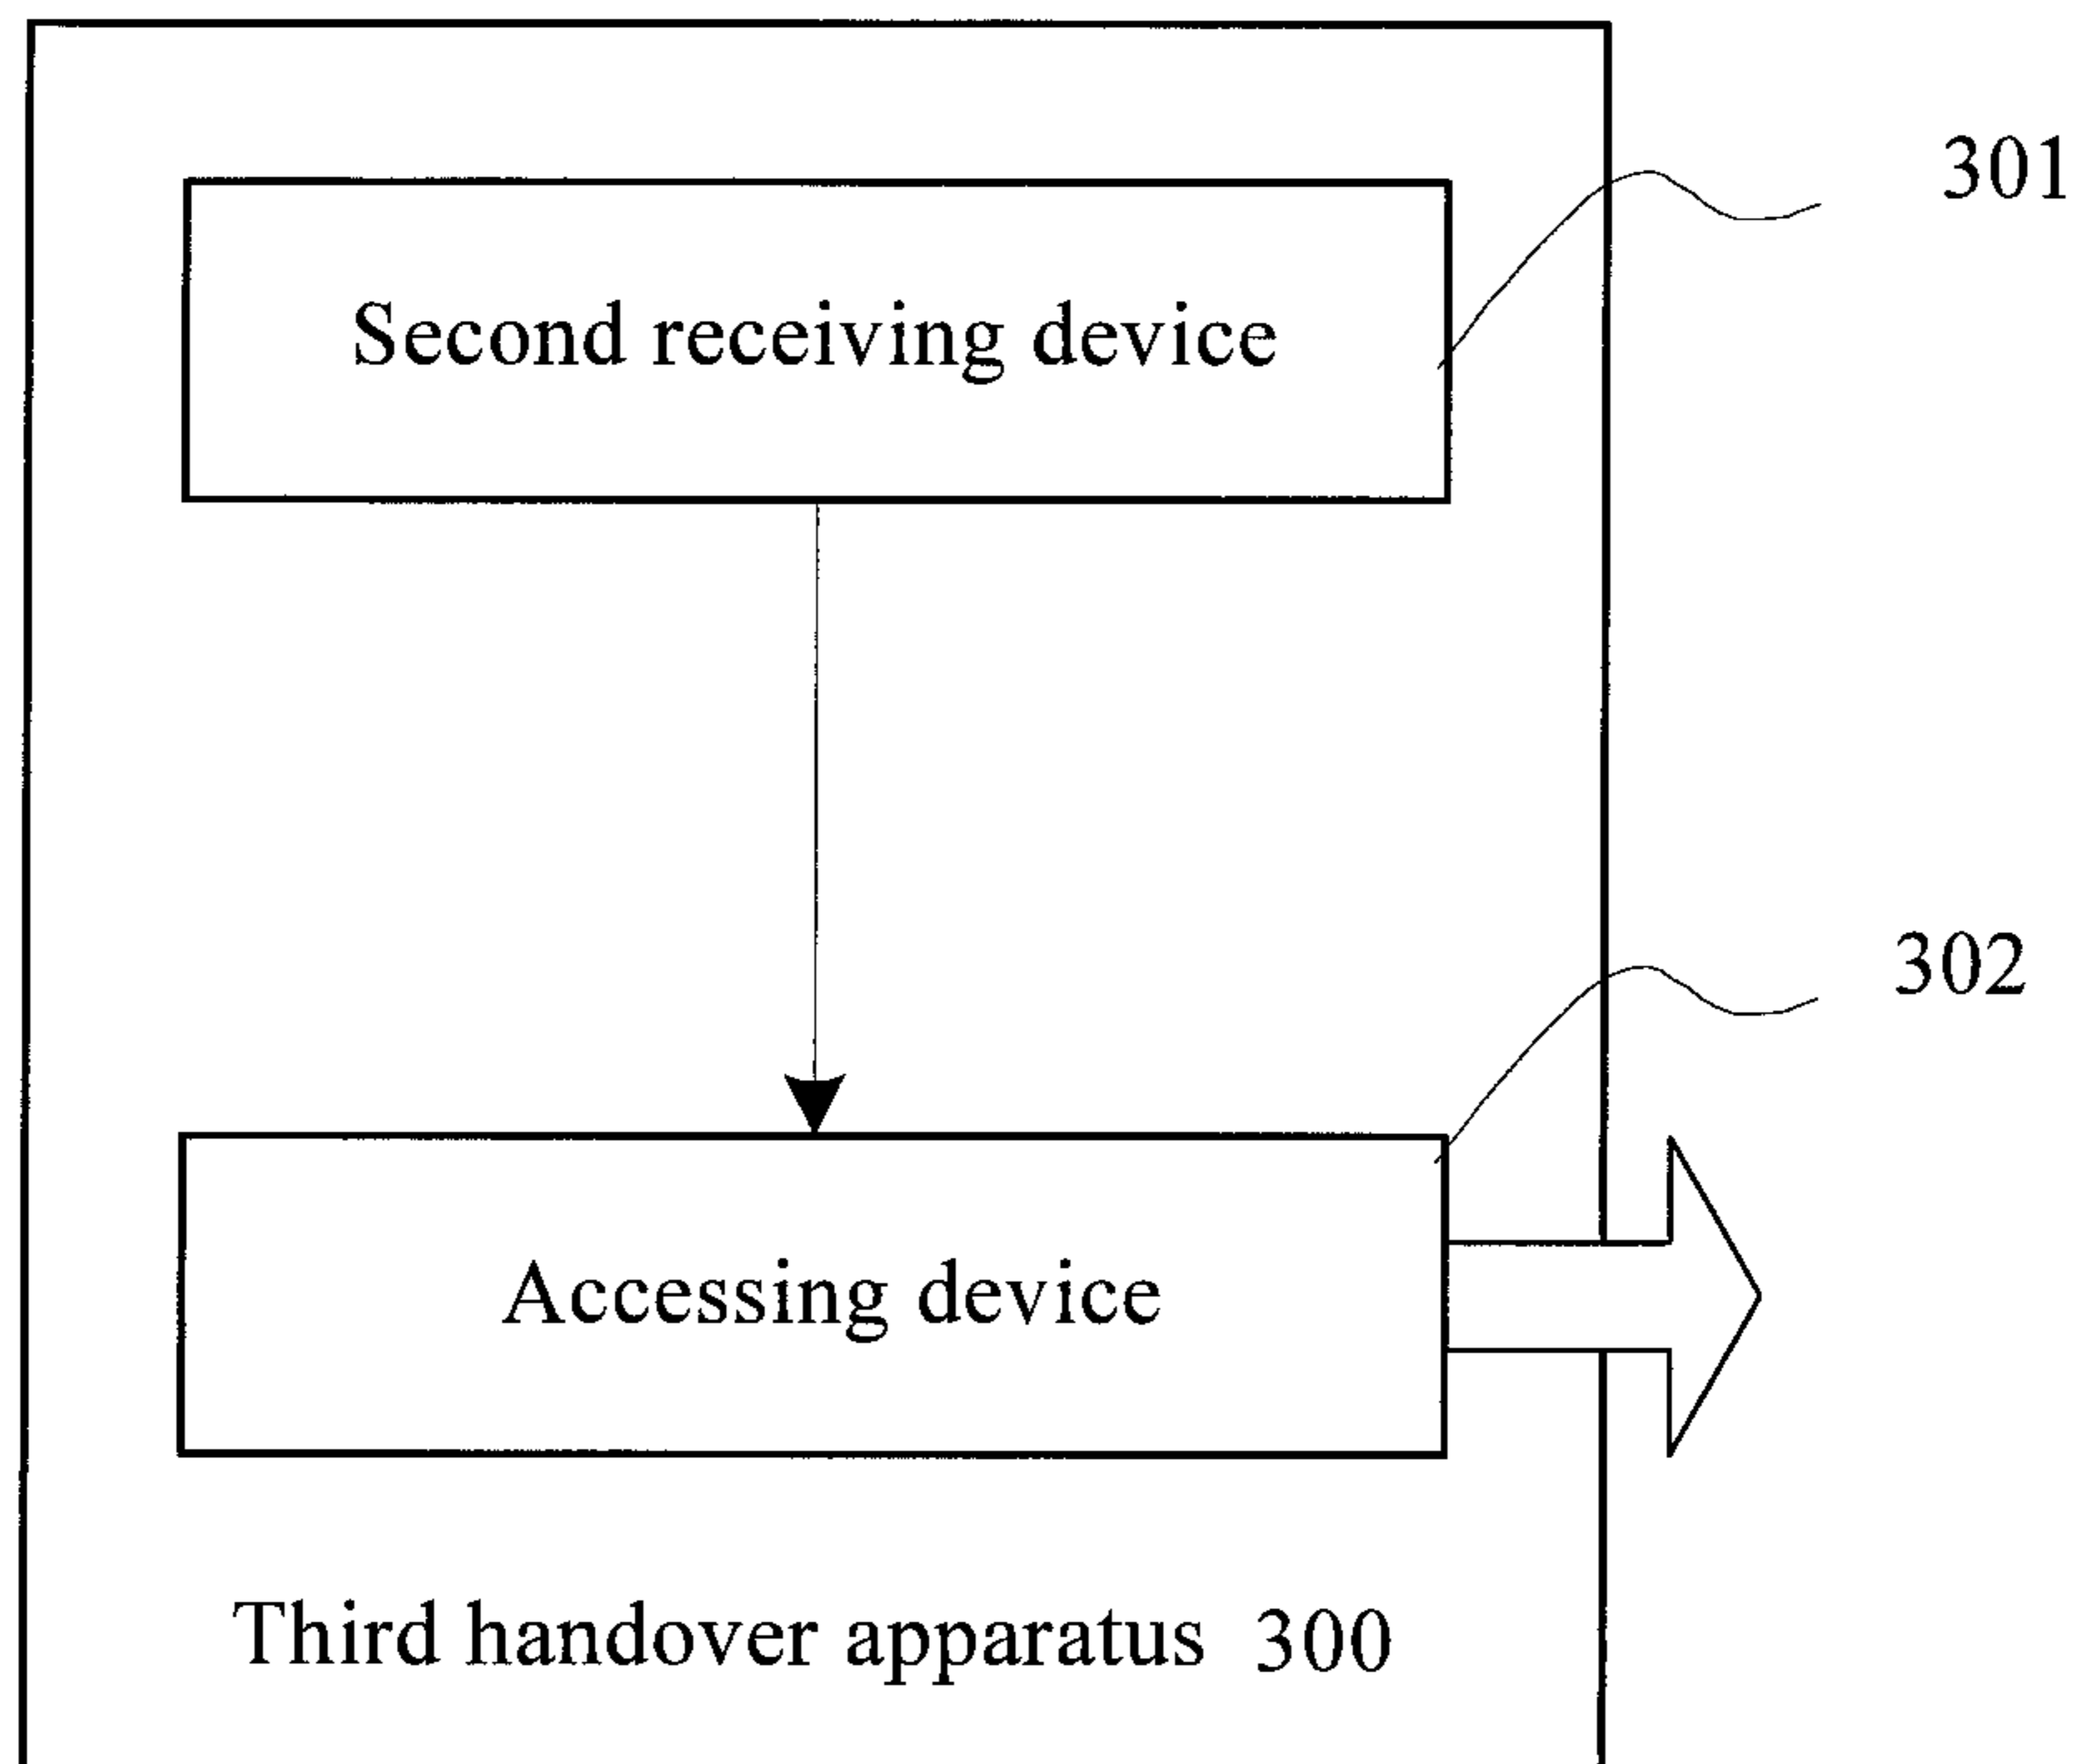 301
Second receiving device
302
Accessing device
Third handover apparatus 300